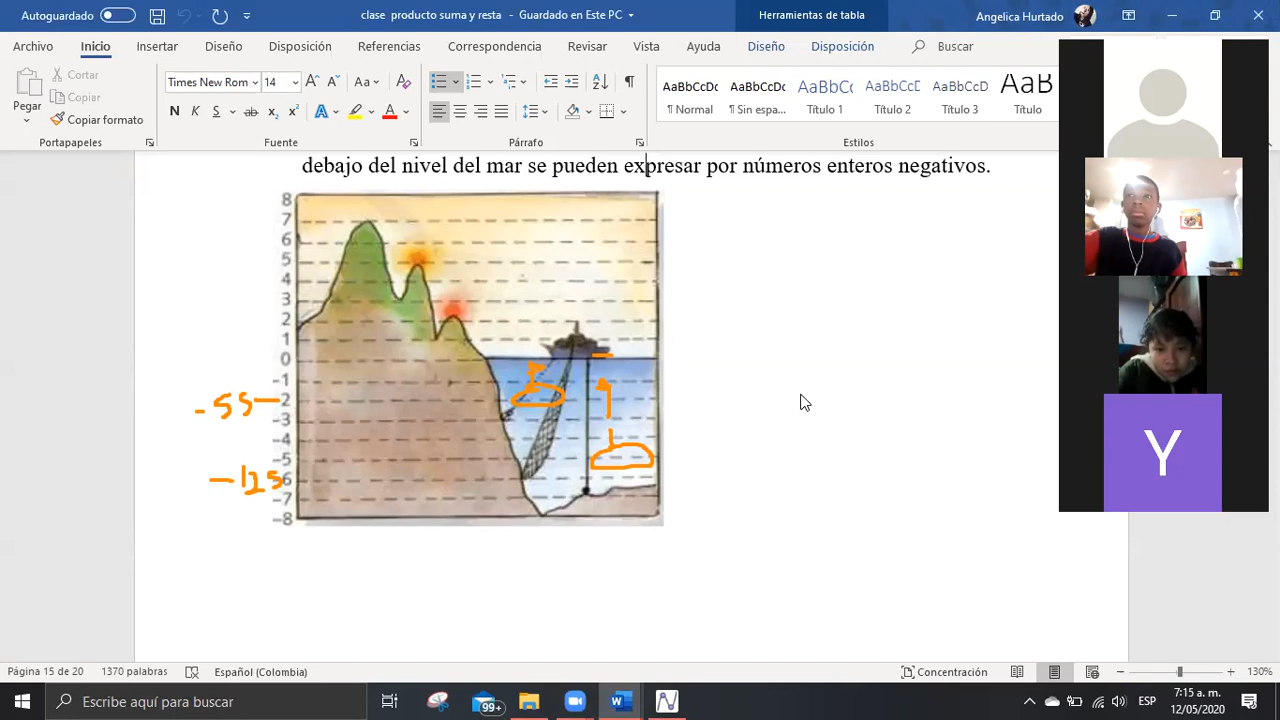 Autoguardado
clase producto suma y resta - Guardado en Este PC
Herramientas de tabla
Angelica Hurtado
Archivo Inicio Insertar Diseño Disposición Referencias Correspondencia Revisar Vista Ayuda Diseño Disposición Buscar
Pegar
Cortar
Copiar
Copiar formato
Times New Rom 14
N K S ab x₂ x²
AaBbCcDc AaBbCcDc AaBbCc AaBbCcD AaBbCcD AaB
¶ Normal ¶ Sin espa... Título 1 Título 2 Título 3 Título
Portapapeles Fuente Párrafo Estilos
debajo del nivel del mar se pueden expresar por números enteros negativos.
8
7
6
5
4
3
2
1
0
-1
-2
-3
-4
-5
-6
-7
-8
-55
-125
Y
Página 15 de 20 1370 palabras Español (Colombia) Concentración 130%
Escribe aquí para buscar
99+
ESP
7:15 a. m.
12/05/2020